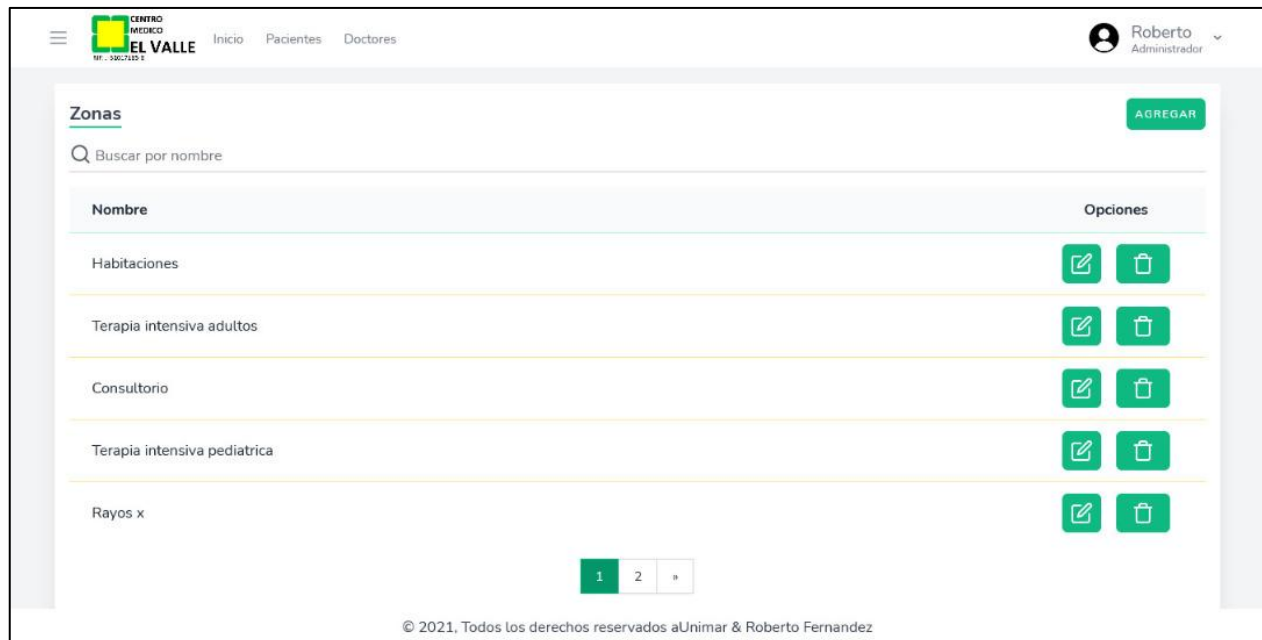 CENTRO
MEDICO
EL VALLE
Inicio Pacientes Doctores
Roberto
Administrador
Zonas
AGREGAR
Buscar por nombre
Nombre Opciones
Habitaciones
Terapia intensiva adultos
Consultorio
Terapia intensiva pediatrica
Rayos x
1 2 »
© 2021, Todos los derechos reservados aUnimar & Roberto Fernandez